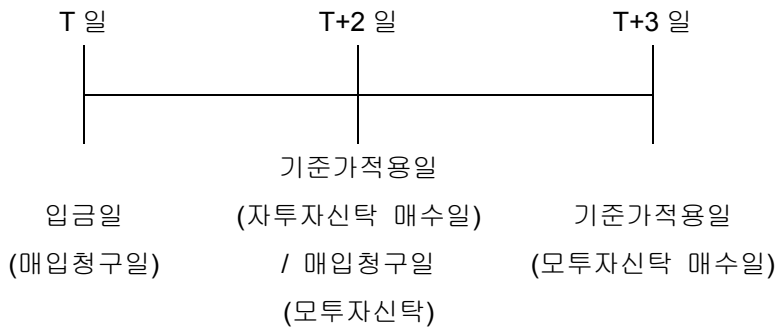 T 일
T+2 일
T+3 일
입금일
(매입청구일)
기준가적용일
(자투자신탁 매수일)
/ 매입청구일
(모투자신탁)
기준가적용일
(모투자신탁 매수일)